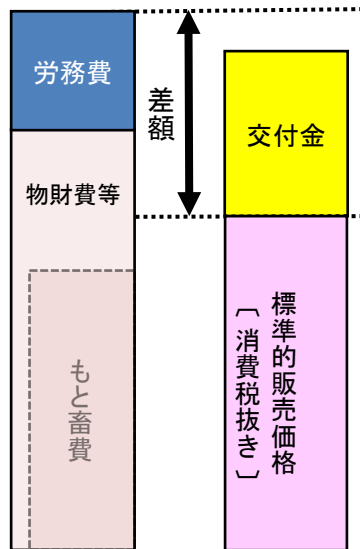 労務費
差額
交付金
物財費等
もと畜費
標準的販売価格
〔消費税抜き〕